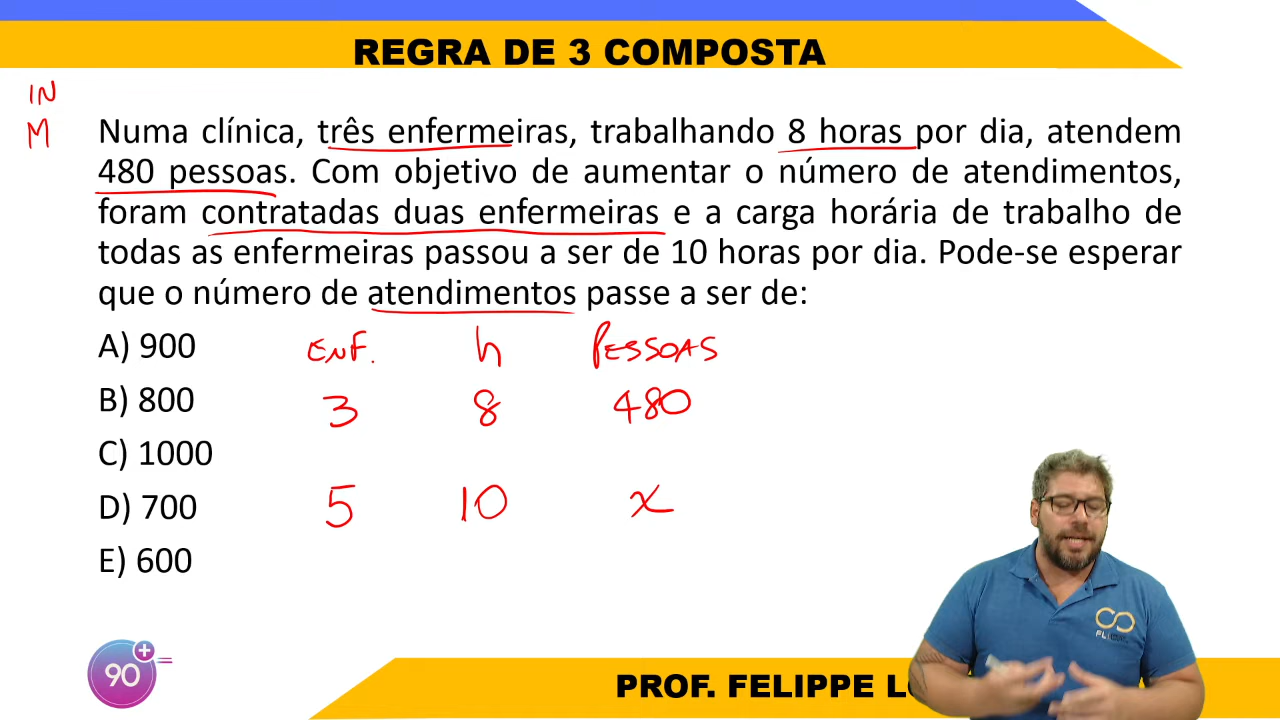 REGRA DE 3 COMPOSTA
IN
M
Numa clínica, três enfermeiras, trabalhando 8 horas por dia, atendem
480 pessoas. Com objetivo de aumentar o número de atendimentos,
foram contratadas duas enfermeiras e a carga horária de trabalho de
todas as enfermeiras passou a ser de 10 horas por dia. Pode-se esperar
que o número de atendimentos passe a ser de:
A) 900
B) 800
C) 1000
D) 700
E) 600
ENF. h PESSOAS
3 8 480
5 10 x
90+
PROF. FELIPPE